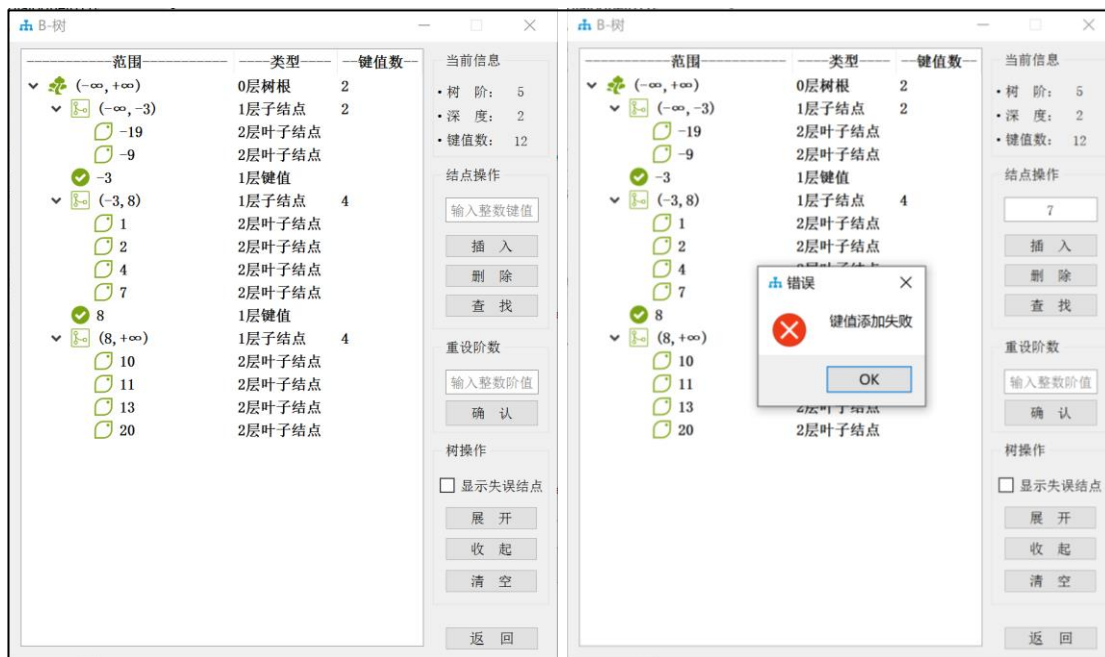 B-树
范围 类型 键值数
(-∞, +∞) 0层树根 2
(-∞, -3) 1层子结点 2
-19 2层叶子结点
-9 2层叶子结点
-3 1层键值
(-3, 8) 1层子结点 4
1 2层叶子结点
2 2层叶子结点
4 2层叶子结点
7 2层叶子结点
8 1层键值
(8, +∞) 1层子结点 4
10 2层叶子结点
11 2层叶子结点
13 2层叶子结点
20 2层叶子结点
当前信息
•树 阶: 5
•深 度: 2
•键值数: 12
结点操作
输入整数键值
插 入
删 除
查 找
重设阶数
输入整数阶值
确 认
树操作
显示失误结点
展 开
收 起
清 空
返 回
B-树
范围 类型 键值数
(-∞, +∞) 0层树根 2
(-∞, -3) 1层子结点 2
-19 2层叶子结点
-9 2层叶子结点
-3 1层键值
(-3, 8) 1层子结点 4
1 2层叶子结点
2 2层叶子结点
4
7
8
(8, +∞)
10
11
13 2层叶子结点
20 2层叶子结点
错误
键值添加失败
OK
当前信息
•树 阶: 5
•深 度: 2
•键值数: 12
结点操作
7
插 入
删 除
查 找
重设阶数
输入整数阶值
确 认
树操作
显示失误结点
展 开
收 起
清 空
返 回